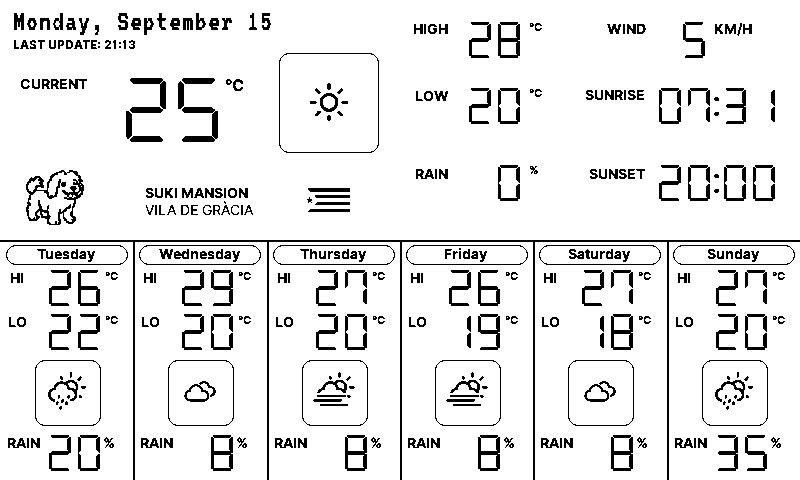 Monday, September 15
LAST UPDATE: 21:13
CURRENT 25 °C
HIGH 28 °C
WIND 5 KM/H
LOW 20 °C
SUNRISE 07:31
RAIN 0 %
SUNSET 20:00
SUKI MANSION
VILA DE GRÀCIA
Tuesday
HI 26 °C
LO 22 °C
RAIN 20 %
Wednesday
HI 29 °C
LO 20 °C
RAIN 8 %
Thursday
HI 27 °C
LO 20 °C
RAIN 8 %
Friday
HI 26 °C
LO 19 °C
RAIN 8 %
Saturday
HI 27 °C
LO 18 °C
RAIN 8 %
Sunday
HI 27 °C
LO 20 °C
RAIN 35 %